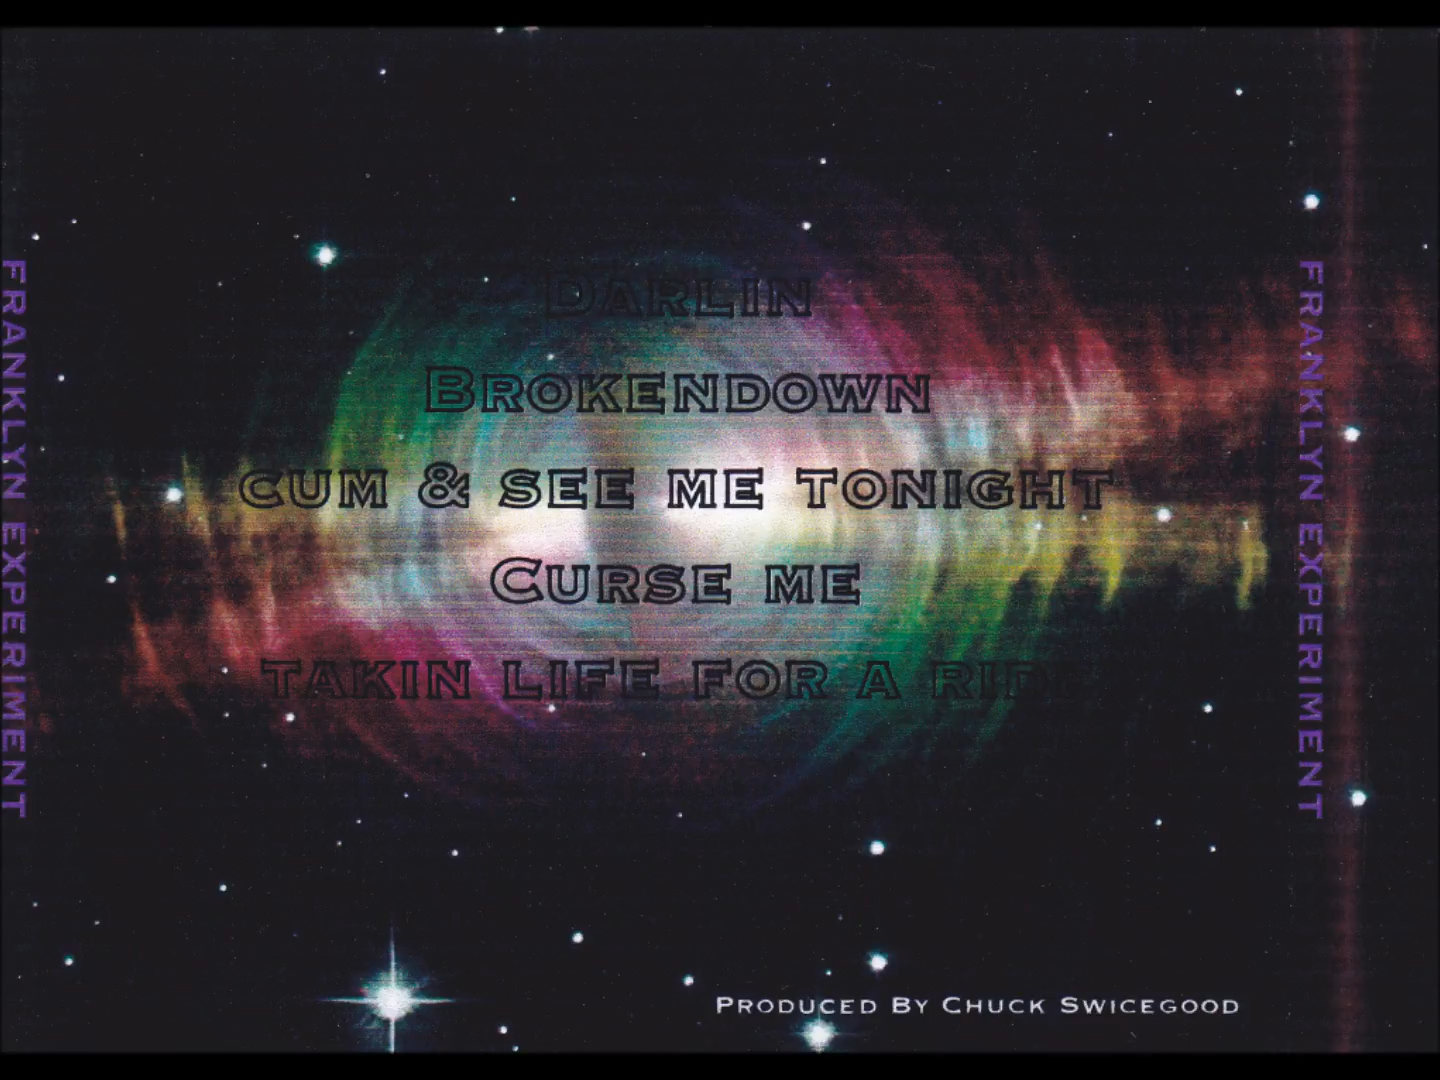 FRANKLYN EXPERIMENT
DARLIN
BROKENDOWN
CUM & SEE ME TONIGHT
CURSE ME
TAKIN LIFE FOR A RIDE
FRANKLYN EXPERIMENT
PRODUCED BY CHUCK SWICEGOOD